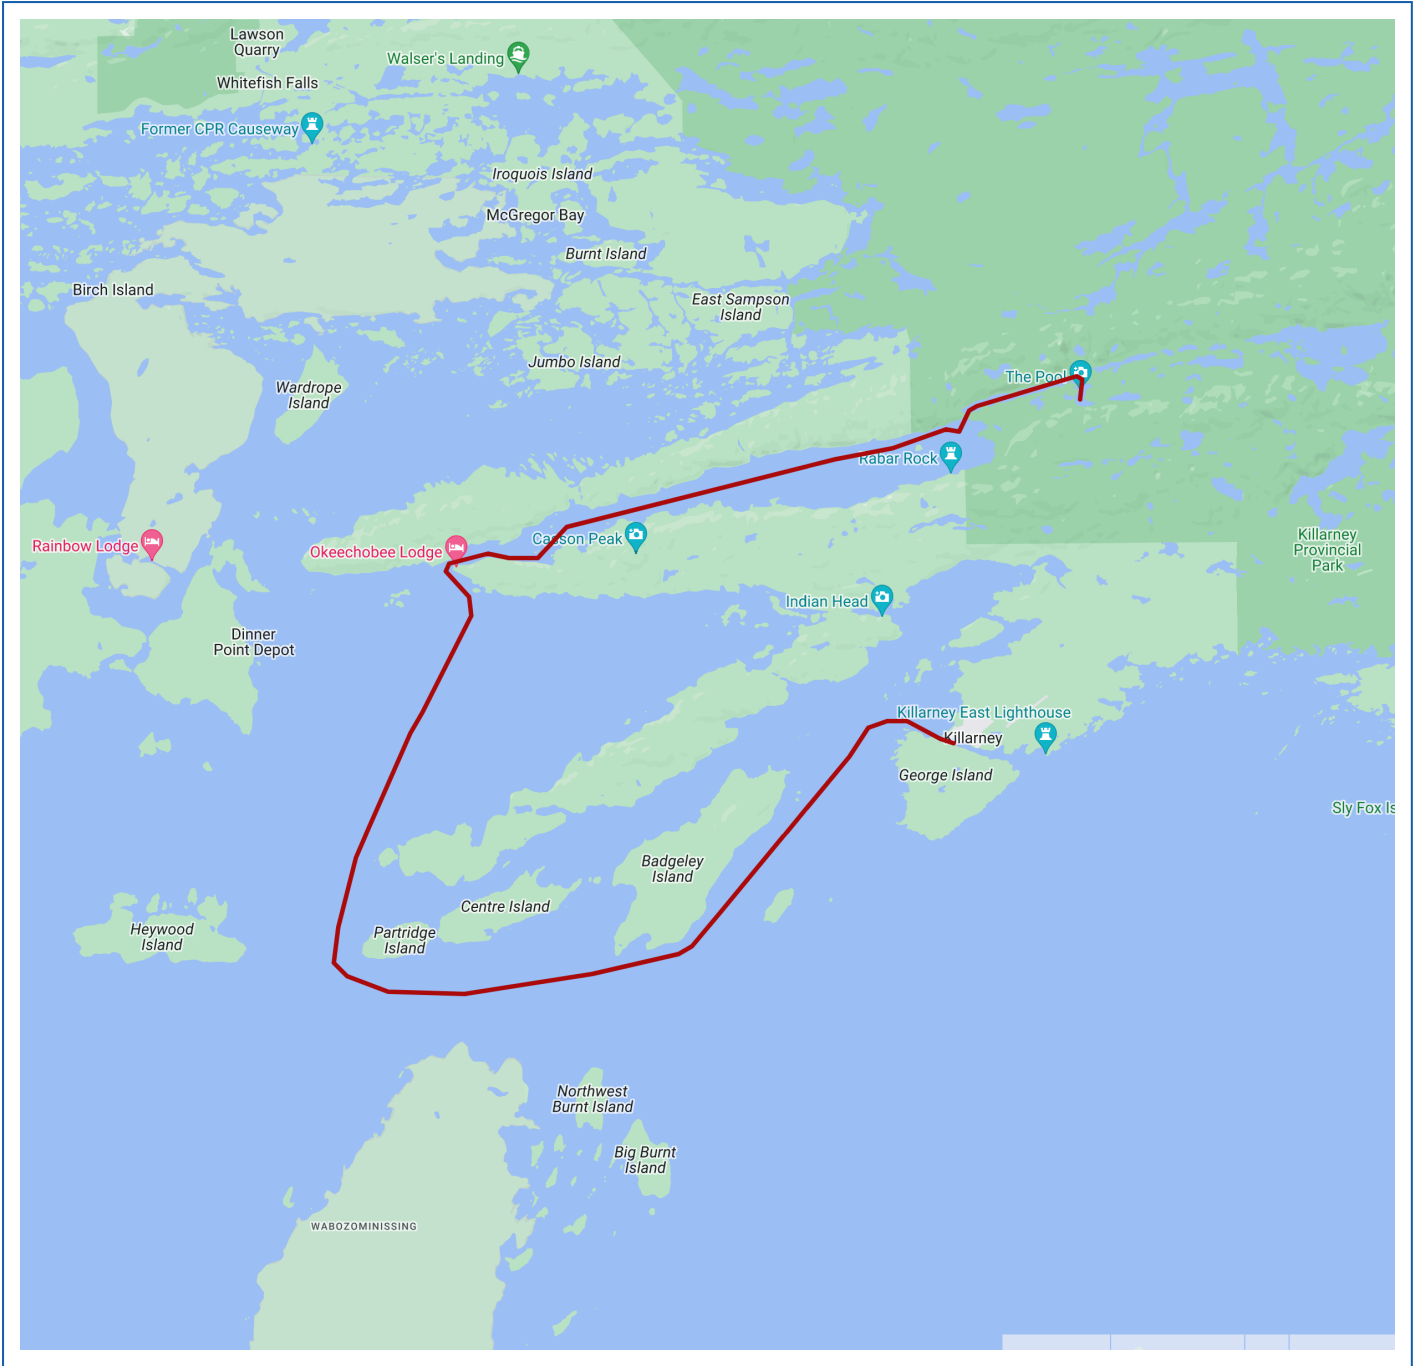 Lawson
Quarry
Walser's Landing
Whitefish Falls
Former CPR Causeway
Iroquois Island
McGregor Bay
Burnt Island
Birch Island
East Sampson
Island
Jumbo Island
Wardrope
Island
The Pool
Rabar Rock
Rainbow Lodge
Okeechobee Lodge
Casson Peak
Killarney
Provincial
Park
Indian Head
Dinner
Point Depot
Killarney East Lighthouse
Killarney
George Island
Sly Fox Is
Badgeley
Island
Centre Island
Partridge
Island
Heywood
Island
Northwest
Burnt Island
Big Burnt
Island
WABOZOMINISSING